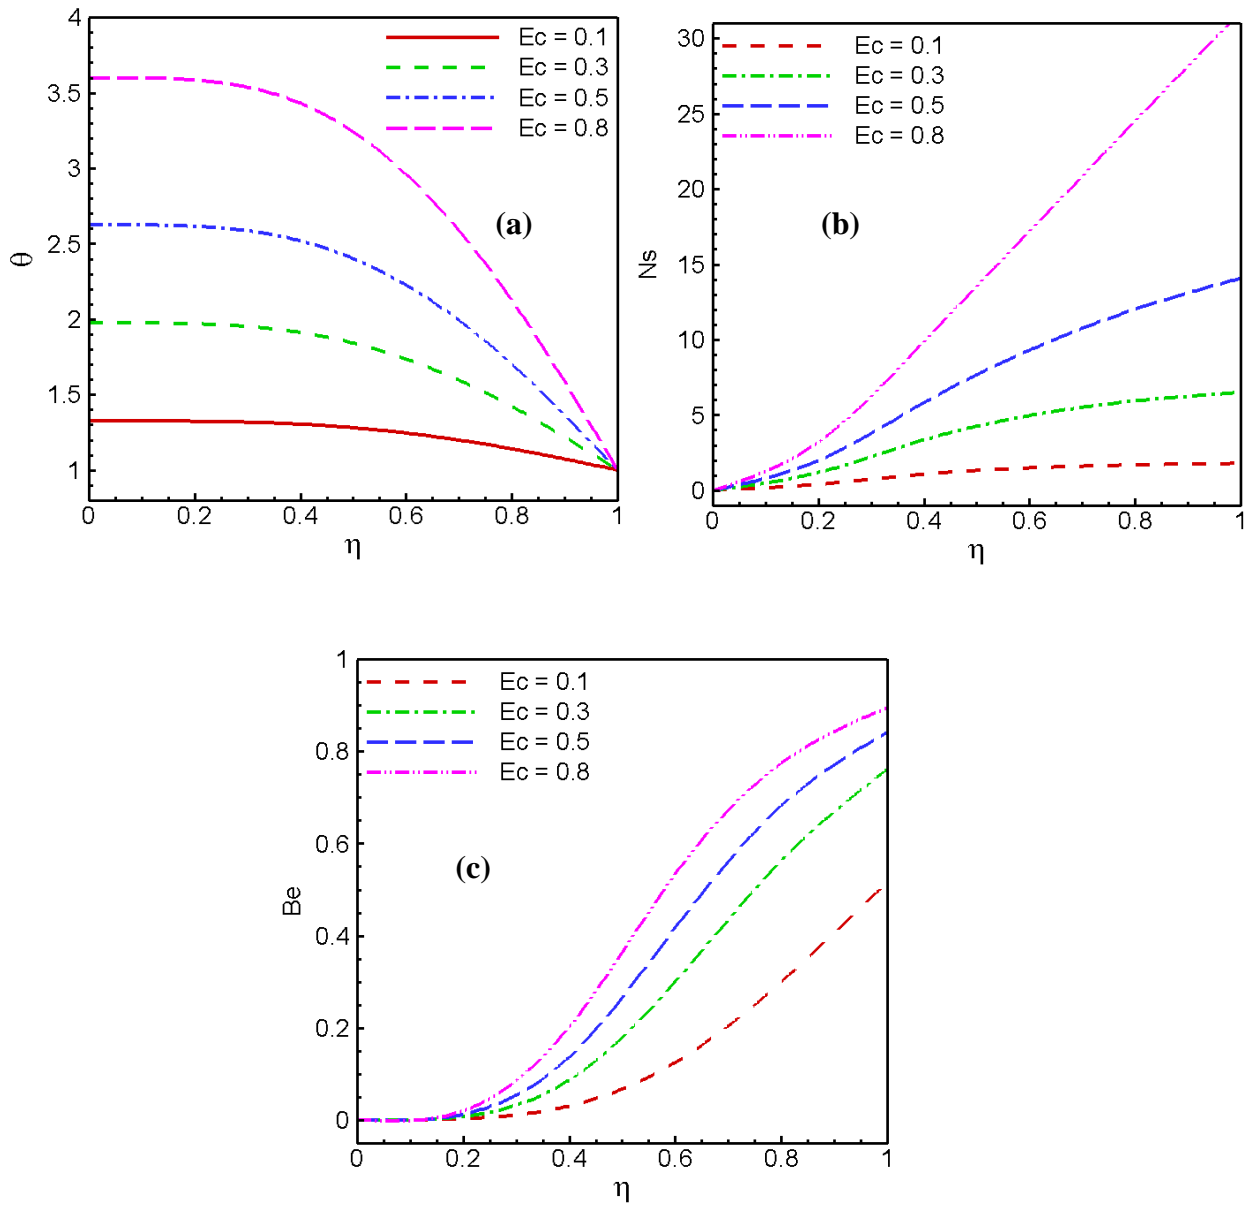 4
3.5
3
2.5
2
1.5
1
θ
Ec = 0.1
Ec = 0.3
Ec = 0.5
Ec = 0.8
(a)
0 0.2 0.4 0.6 0.8 1
η
30
25
20
15
10
5
0
Ns
Ec = 0.1
Ec = 0.3
Ec = 0.5
Ec = 0.8
(b)
0 0.2 0.4 0.6 0.8 1
η
1
0.8
0.6
0.4
0.2
0
Be
Ec = 0.1
Ec = 0.3
Ec = 0.5
Ec = 0.8
(c)
0 0.2 0.4 0.6 0.8 1
η